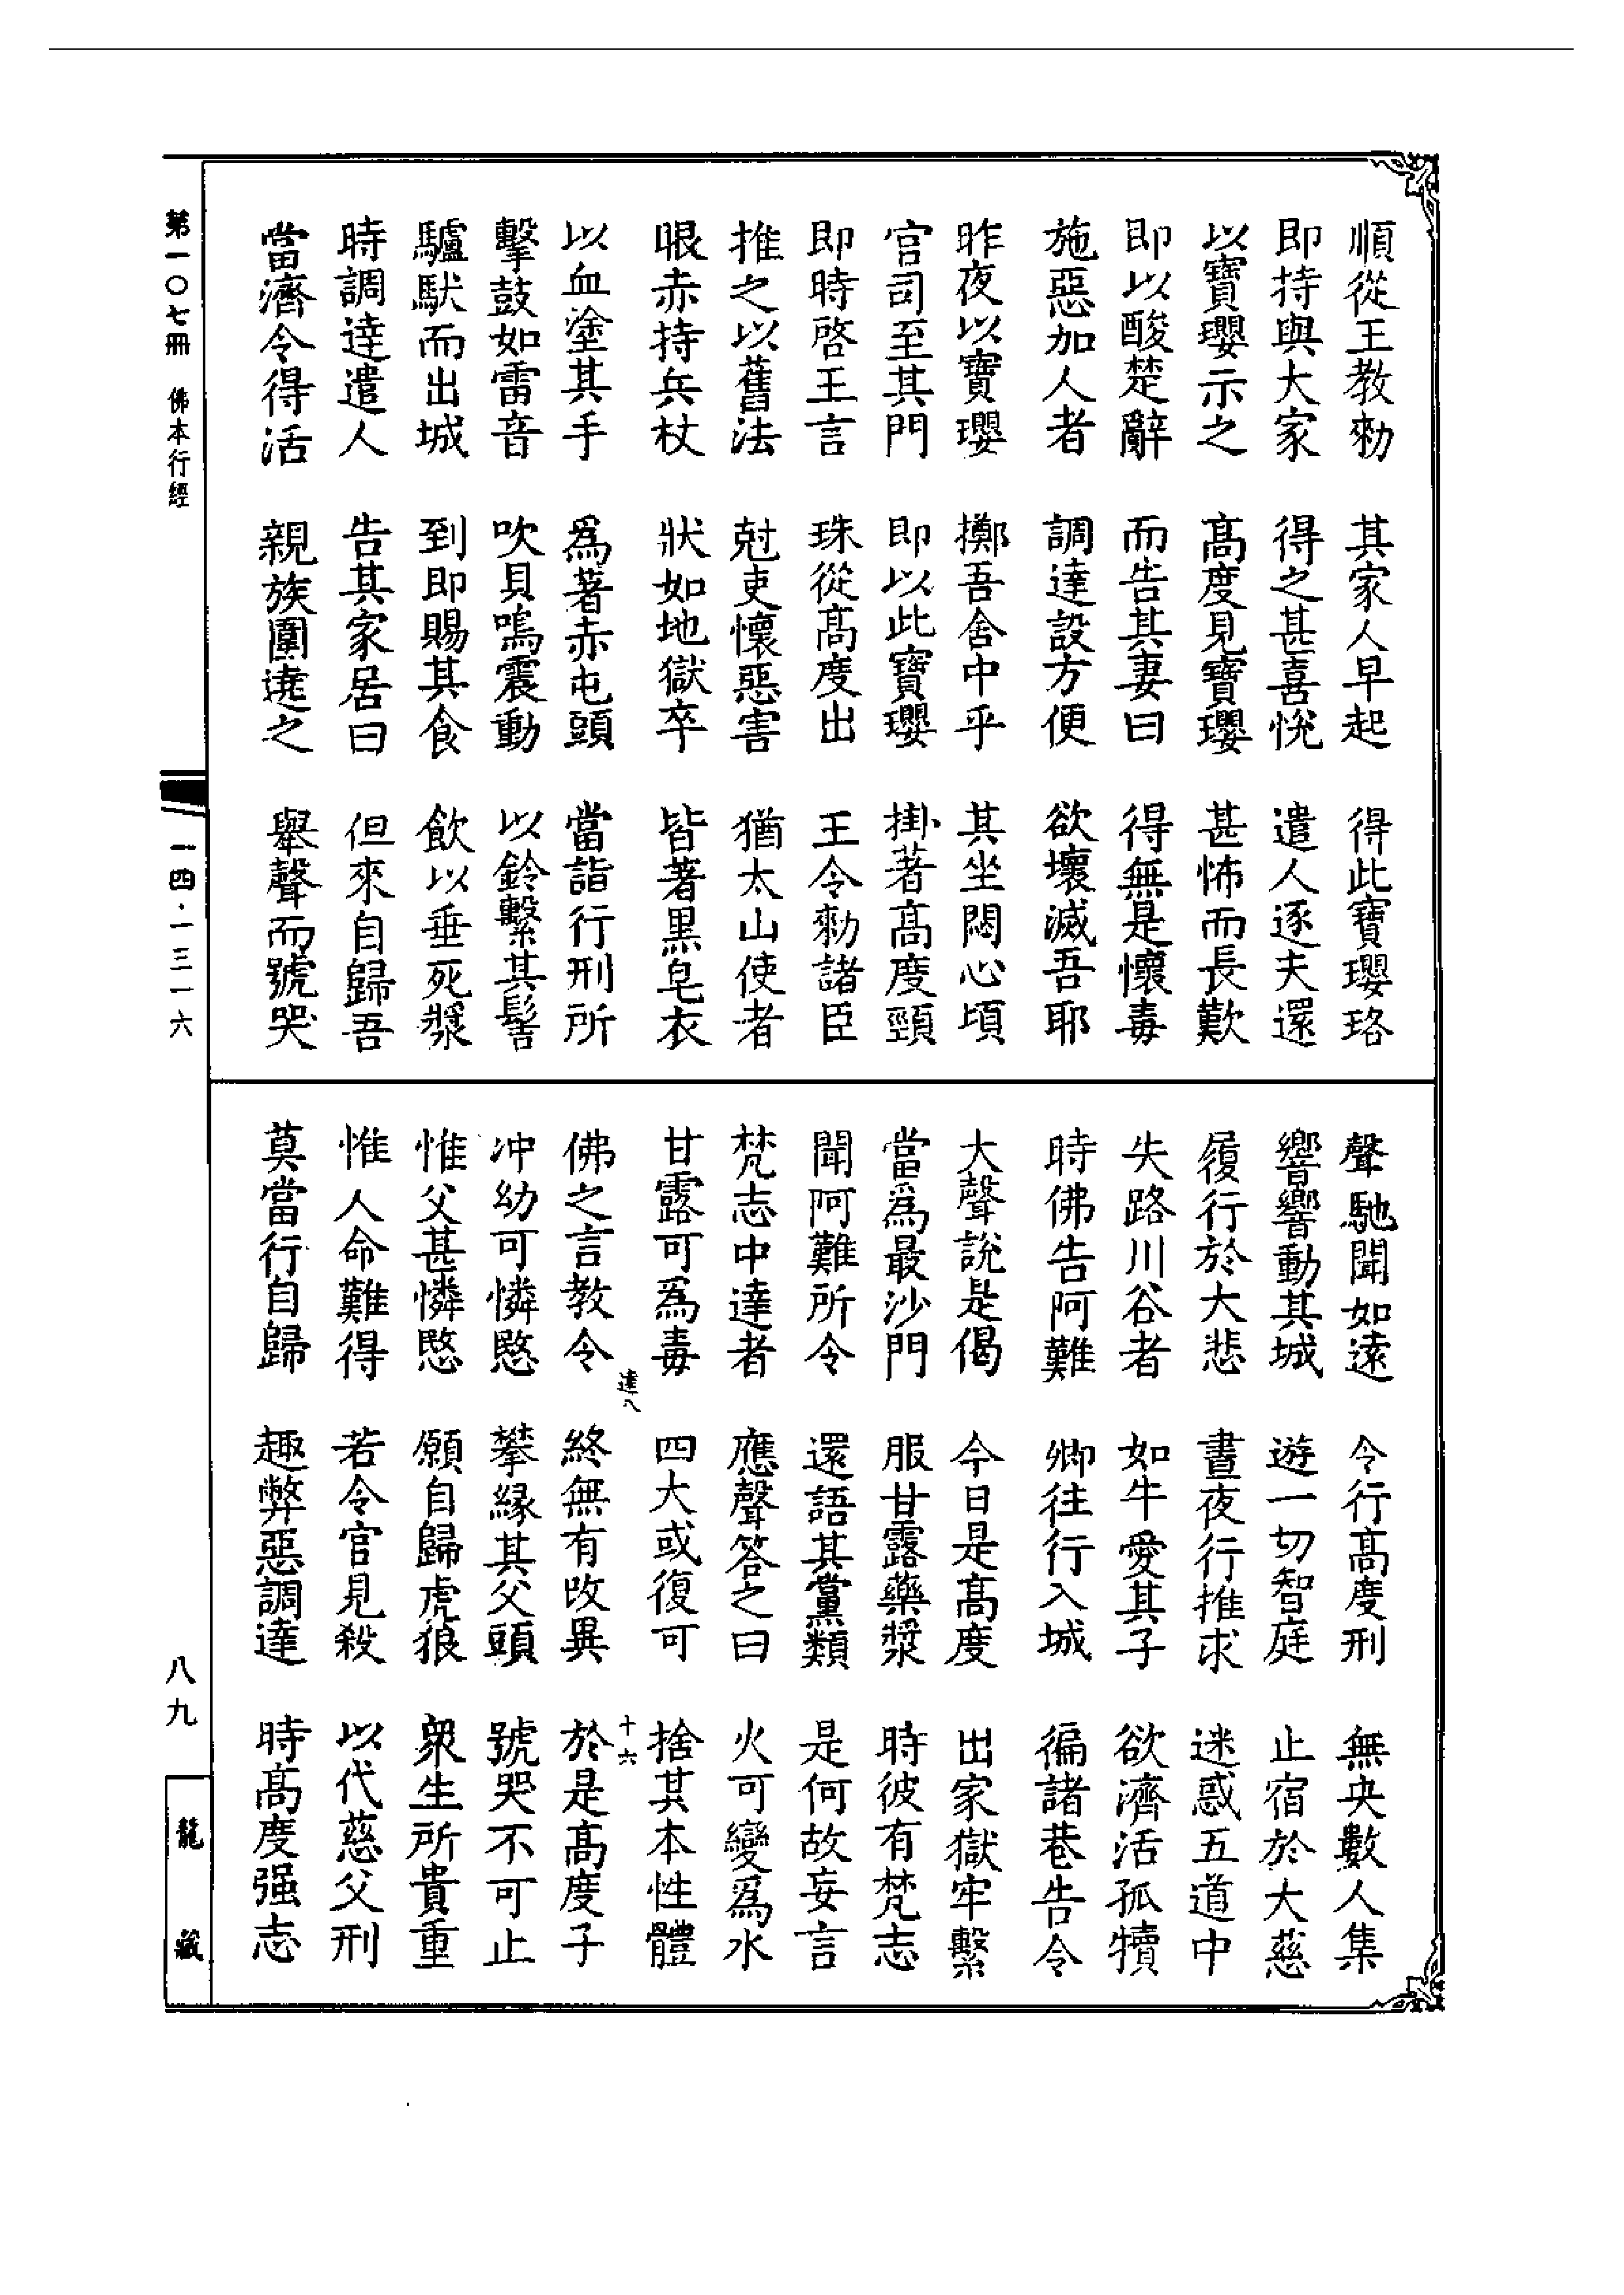 順從王教勑　其家人早起　得此寶瓔珞
即持與大家　得之甚喜悅　遣人逐夫還
以寶瓔示之　高度見寶瓔　甚怖而長歎
即以酸楚辭　而告其妻曰　得無是懷毒
施惡加人者　調達設方便　欲壞滅吾耶
昨夜以寶瓔　擲吾舍中乎　其坐悶心頃
官司至其門　即以此寶瓔　掛著高度頸
即時啓王言　珠從高度出　王令勑諸臣
推之以舊法　尅吏懷惡害　猶太山使者
眼赤持兵杖　狀如地獄卒　皆著黑皂衣
以血塗其手　爲著赤屯頭　當詣行刑所
擊鼓如雷音　吹貝嗚震動　以鈴繫其髻
驢馱而出城　到即賜其食　飲以垂死漿
時調達遣人　告其家居曰　但來自歸吾
當濟令得活　親族圍遶之　舉聲而號哭
聲馳聞如遠　令行高度刑　無央數人集
響響動其城　遊一切智庭　止宿於大慈
履行於大悲　晝夜行推求　迷惑五道中
失路川谷者　如牛愛其子　欲濟活孤犢
時佛告阿難　卿往行入城　徧諸巷告令
大聲說是偈　今日是高度　出家獄牢繫
當爲最沙門　服甘露藥漿　時彼有梵志
聞阿難所令　還語其黨類　是何故妄言
梵志中達者　應聲答之曰　火可變爲水
甘露可爲毒　四大或復可　捨其本性體
達八　十六
佛之言教令　終無有改異　於是高度子
冲幼可憐愍　攀緣其父頭　號哭不可止
惟父甚憐愍　願自歸虎狼　衆生所貴重
惟人命難得　若令官見殺　以代慈父刑
莫當行自歸　趣弊惡調達　時高度强志
第一〇七冊　佛本行經
一四·一三一六
八九
龍藏